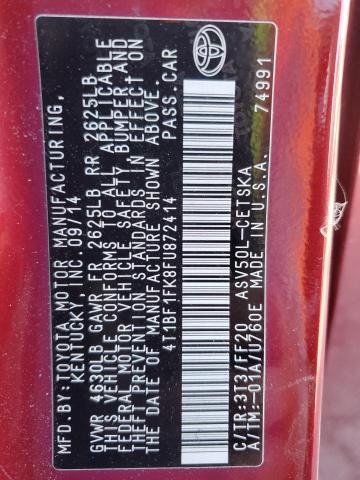 MFD BY:TOYOTA MOTOR MANUFACTURING,
KENTUCKY, INC.09/14
GVWR 4630LB GAWR FR 2625LB RR 2625LB
THIS VEHICLE CONFORMS TO ALL APPLICABLE
FEDERAL MOTOR VEHICLE SAFETY, BUMPER, AND
THEFT PREVENTION STANDARDS IN EFFECT ON
THE DATE OF MANUFACTURE SHOWN ABOVE.
4T1BF1FK8FU872414 PASS.CAR
C/TR:3T3/FF20 ASV50L-CETSKA
A/TM:-01A/U760E MADE IN U.S.A. 74991